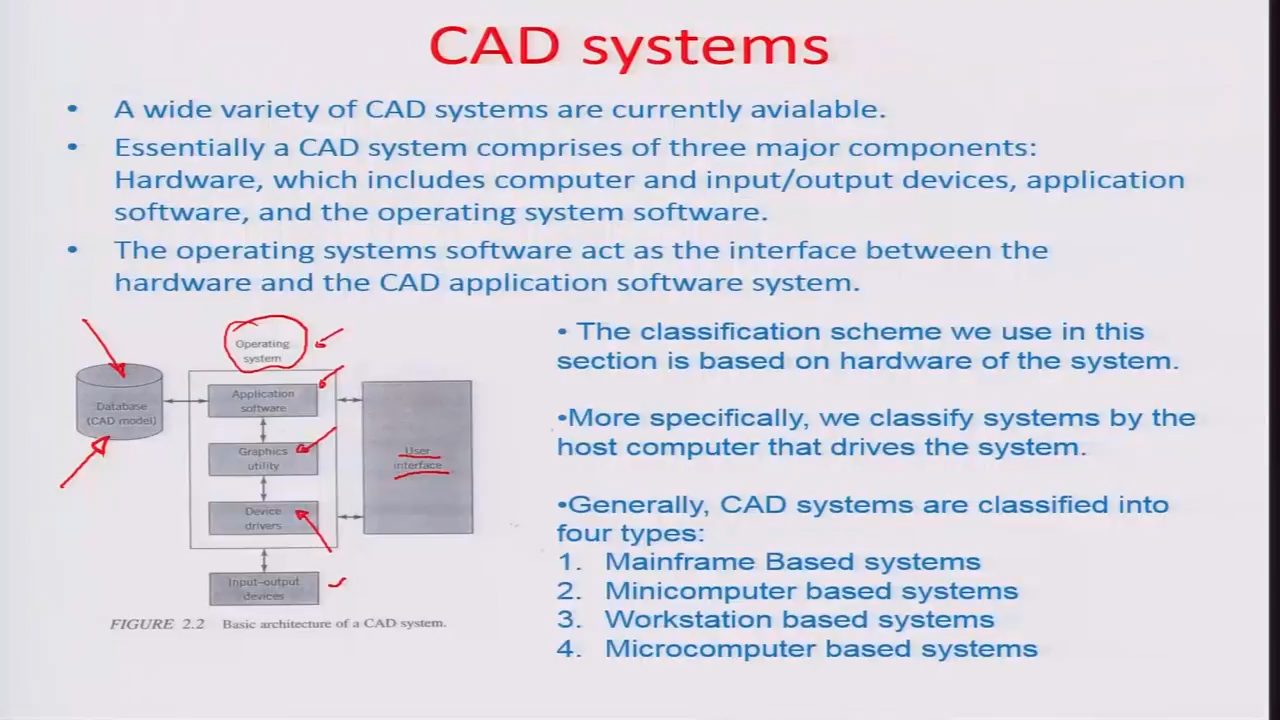 CAD systems
• A wide variety of CAD systems are currently avialable.
• Essentially a CAD system comprises of three major components:
Hardware, which includes computer and input/output devices, application
software, and the operating system software.
• The operating systems software act as the interface between the
hardware and the CAD application software system.
Operating
system
Database
(CAD model)
Application
software
Graphics
utility
Device
drivers
User
interface
Input–output
devices
FIGURE 2.2 Basic architecture of a CAD system.
• The classification scheme we use in this
section is based on hardware of the system.
•More specifically, we classify systems by the
host computer that drives the system.
•Generally, CAD systems are classified into
four types:
1. Mainframe Based systems
2. Minicomputer based systems
3. Workstation based systems
4. Microcomputer based systems